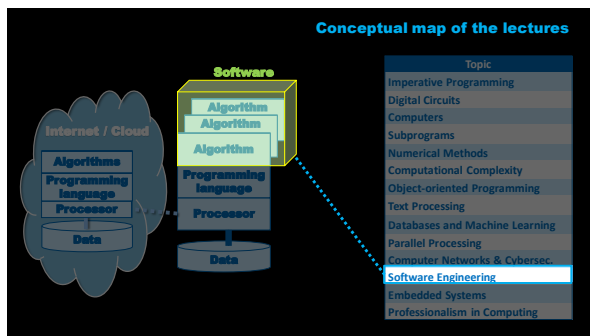 Conceptual map of the lectures
Software
Algorithm
Algorithm
Algorithm
Programming
language
Processor
Data
Internet / Cloud
Algorithms
Programming
language
Processor
Data
Topic
Imperative Programming
Digital Circuits
Computers
Subprograms
Numerical Methods
Computational Complexity
Object-oriented Programming
Text Processing
Databases and Machine Learning
Parallel Processing
Computer Networks & Cybersec.
Software Engineering
Embedded Systems
Professionalism in Computing